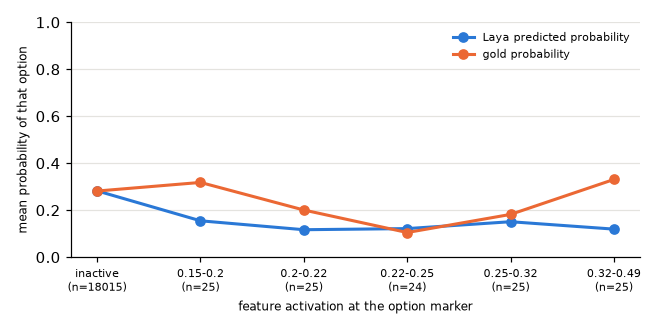 1.0
0.8
0.6
0.4
0.2
0.0
mean probability of that option
Laya predicted probability
gold probability
inactive
(n=18015)
0.15-0.2
(n=25)
0.2-0.22
(n=25)
0.22-0.25
(n=24)
0.25-0.32
(n=25)
0.32-0.49
(n=25)
feature activation at the option marker